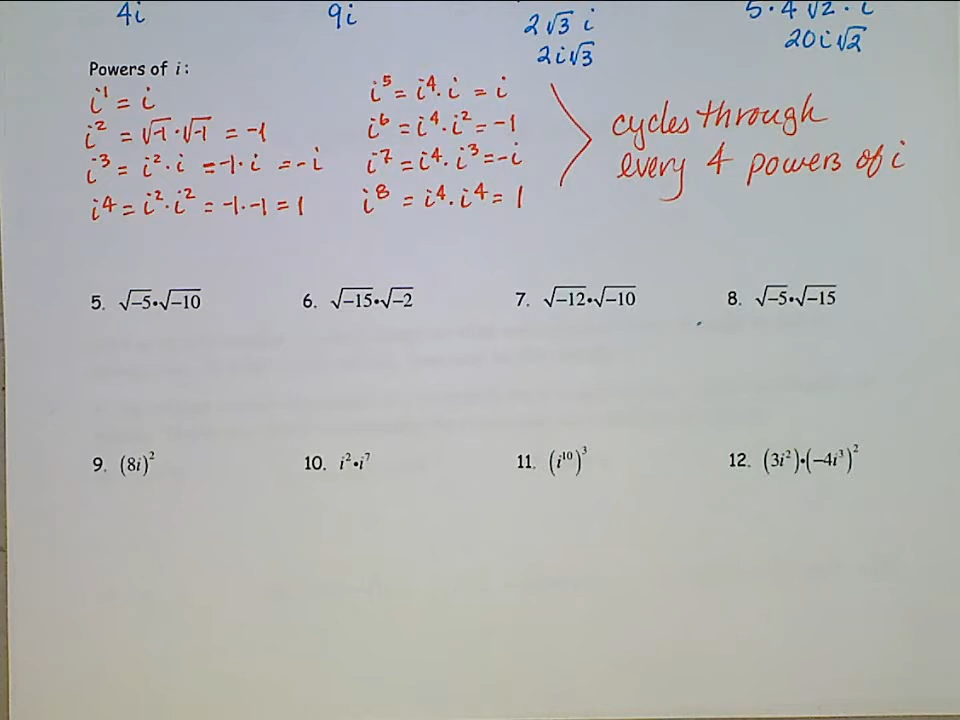 4i 9i 2√3 i 5·4√2·i
2i√3 20i√2
Powers of i:
i¹ = i i⁵ = i⁴·i = i
i² = √-1·√-1 = -1 i⁶ = i⁴·i² = -1 cycles through
i³ = i²·i = -1·i = -i i⁷ = i⁴·i³ = -i every 4 powers of i
i⁴ = i²·i² = -1·-1 = 1 i⁸ = i⁴·i⁴ = 1
5. √−5•√−10 6. √−15•√−2 7. √−12•√−10 8. √−5•√−15
9. (8i)² 10. i²•i⁷ 11. (i¹⁰)³ 12. (3i²)•(−4i³)²